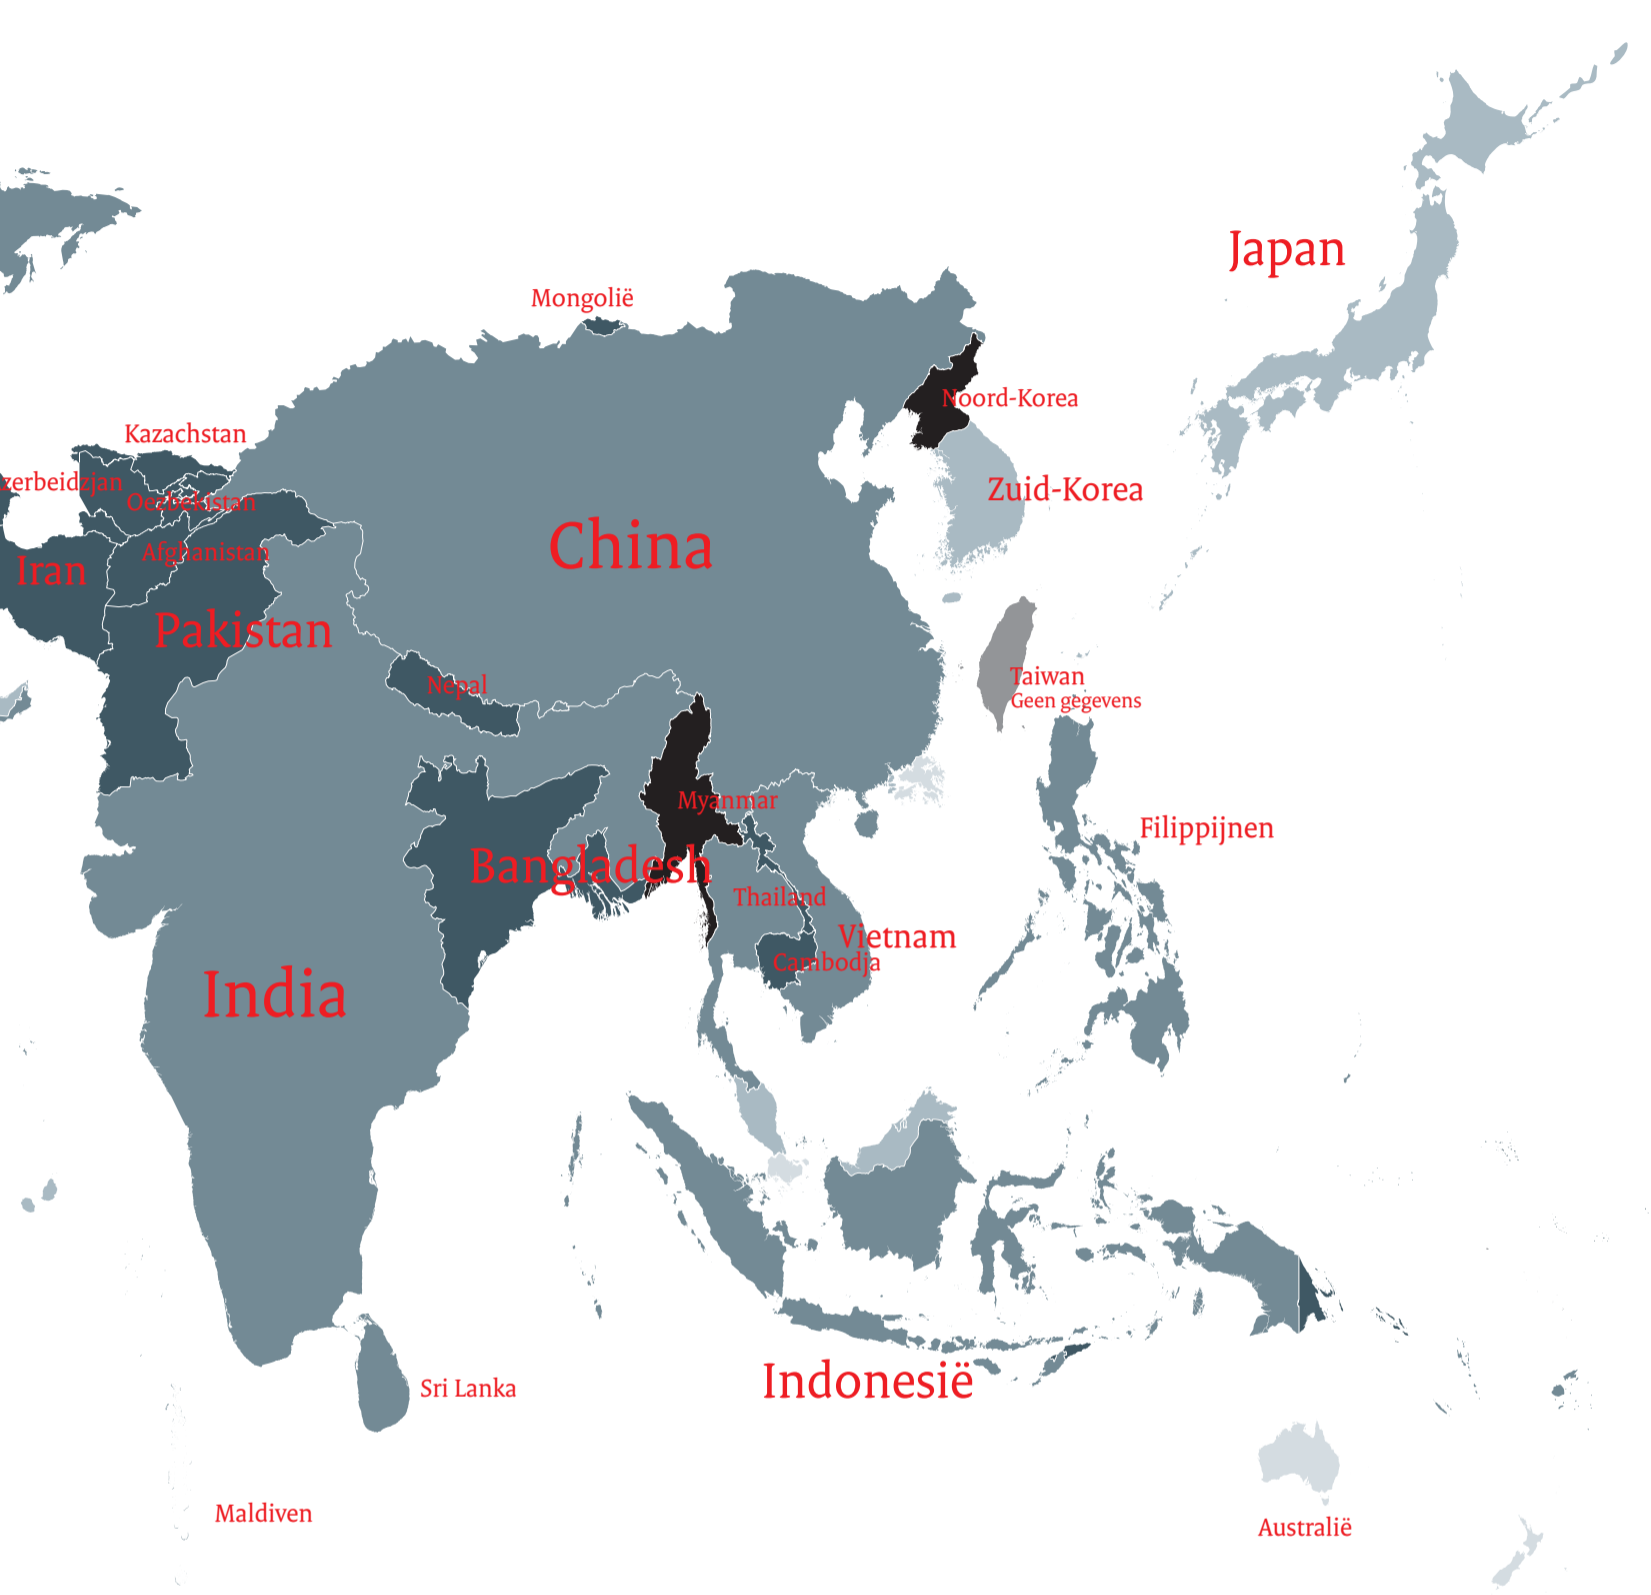 Japan
Mongolië
Noord-Korea
Kazachstan
zerbeidzjan
Zuid-Korea
Oezbekistan
China
Afghanistan
Iran
Pakistan
Taiwan
Geen gegevens
Nepal
Myanmar
Filippijnen
Bangladesh
Thailand
Vietnam
Cambodja
India
Indonesië
Sri Lanka
Maldiven
Australië